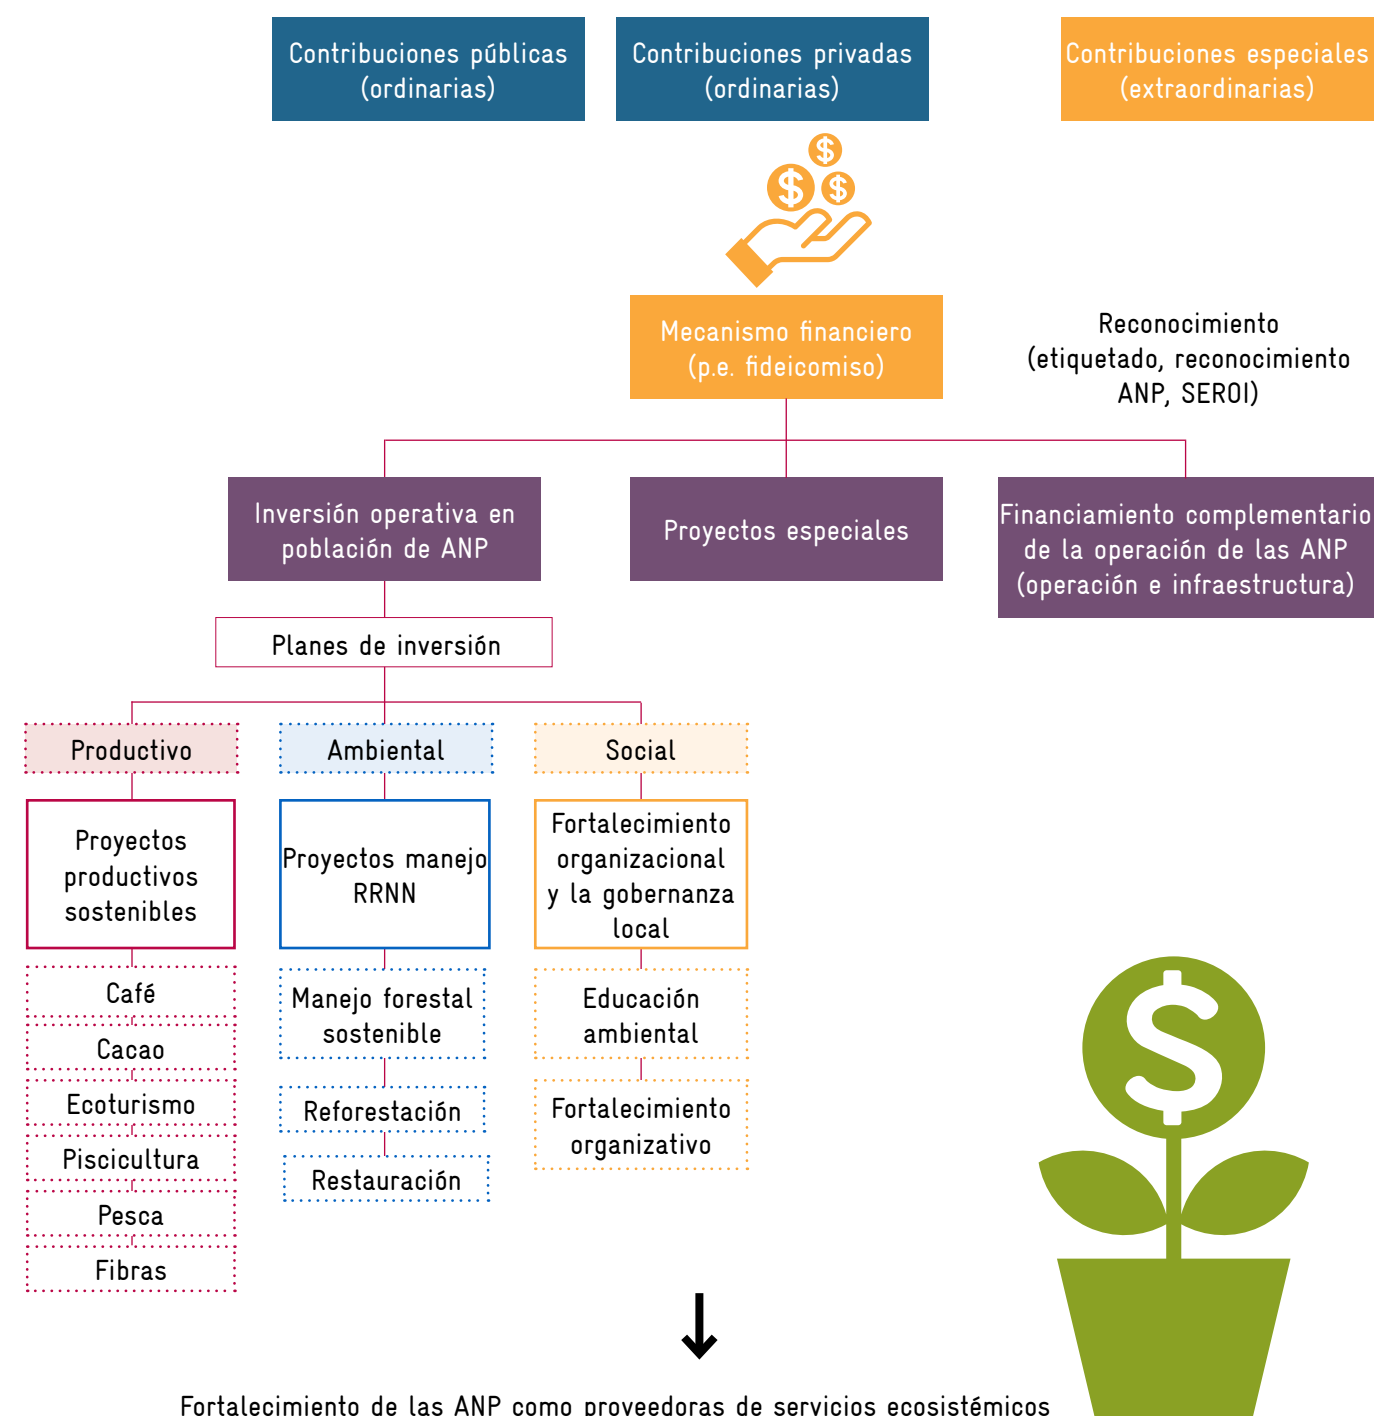 Contribuciones públicas
(ordinarias)
Contribuciones privadas
(ordinarias)
Contribuciones especiales
(extraordinarias)
$
$
$
Mecanismo financiero
(p.e. fideicomiso)
Reconocimiento
(etiquetado, reconocimiento
ANP, SEROI)
Inversión operativa en
población de ANP
Proyectos especiales
Financiamiento complementario
de la operación de las ANP
(operación e infraestructura)
Planes de inversión
Productivo
Proyectos
productivos
sostenibles
Café
Cacao
Ecoturismo
Piscicultura
Pesca
Fibras
Ambiental
Proyectos manejo
RRNN
Manejo forestal
sostenible
Reforestación
Restauración
Social
Fortalecimiento
organizacional
y la gobernanza
local
Educación
ambiental
Fortalecimiento
organizativo
$
Fortalecimiento de las ANP como proveedoras de servicios ecosistémicos